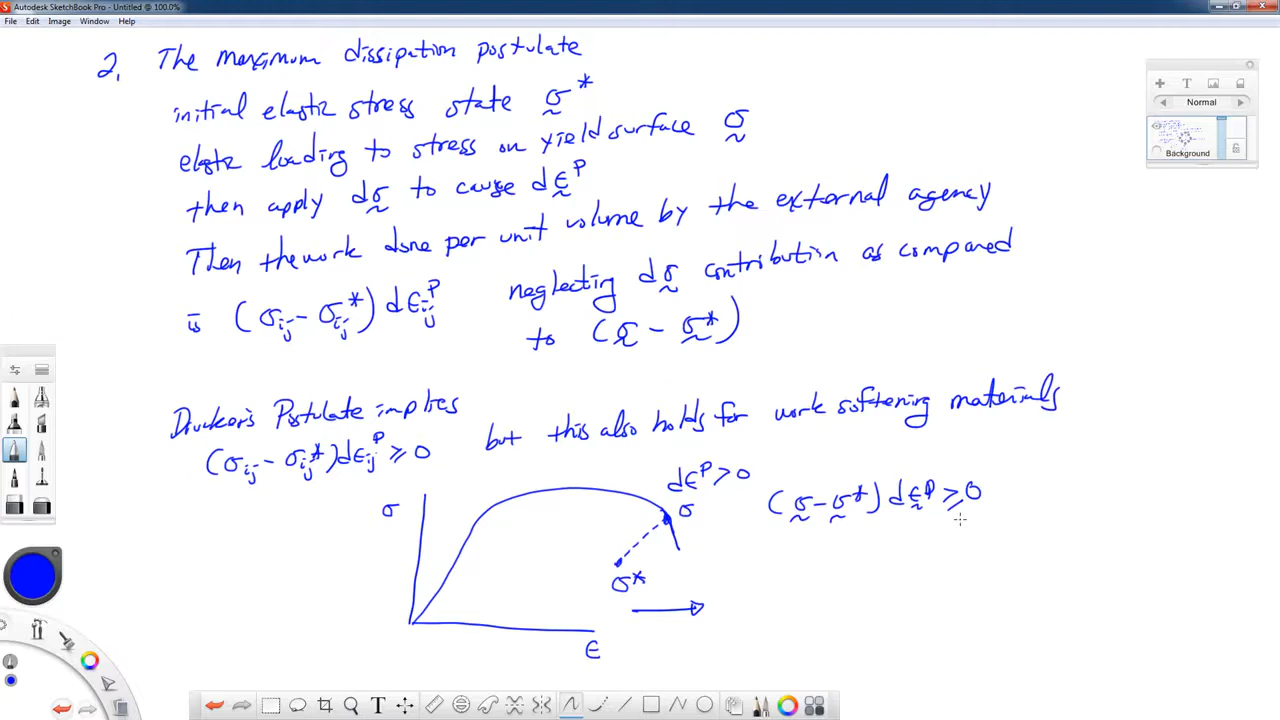 Autodesk SketchBook Pro - Untitled @ 100.0%
File Edit Image Window Help
2. The maximum dissipation postulate
initial elastic stress state σ*
elastic loading to stress on yield surface σ
then apply dσ to cause dε^p
Then the work done per unit volume by the external agency
is (σij - σij*) dεij^p neglecting dσ contribution as compared
to (σ - σ*)
Drucker's Postulate implies
(σij - σij*) dεij^p ≥ 0 but this also holds for work softening materials
dε^p > 0
σ σ (σ - σ*) dε^p ≥ 0
σ*
ε
Normal
Background